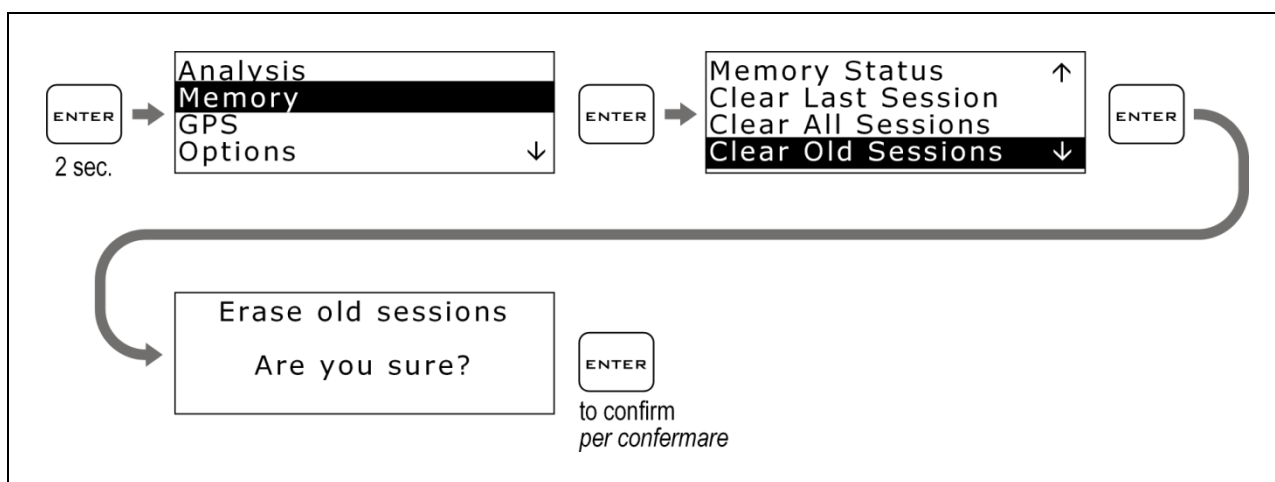 ENTER
2 sec.
Analysis
Memory
GPS
Options ↓
ENTER
Memory Status ↑
Clear Last Session
Clear All Sessions
Clear Old Sessions ↓
ENTER
Erase old sessions
Are you sure?
ENTER
to confirm
per confermare